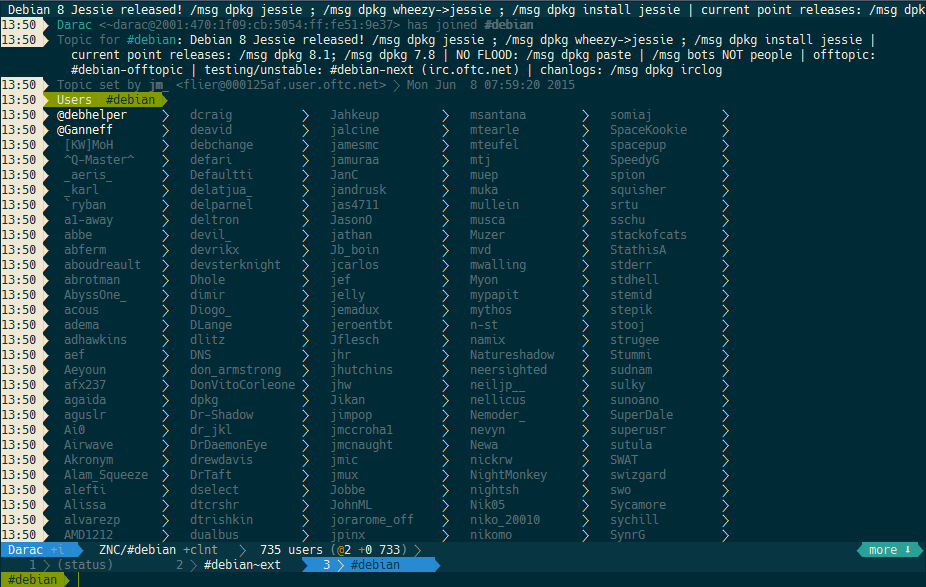 Debian 8 Jessie released! /msg dpkg jessie ; /msg dpkg wheezy->jessie ; /msg dpkg install jessie | current point releases: /msg dpk
13:50 Darac <~darac@2001:470:1f09:cb:5054:ff:fe51:9e37> has joined #debian
13:50 Topic for #debian: Debian 8 Jessie released! /msg dpkg jessie ; /msg dpkg wheezy->jessie ; /msg dpkg install jessie |
current point releases: /msg dpkg 8.1; /msg dpkg 7.8 | NO FLOOD: /msg dpkg paste | /msg bots NOT people | offtopic:
#debian-offtopic | testing/unstable: #debian-next (irc.oftc.net) | chanlogs: /msg dpkg irclog
13:50 Topic set by jm_ <flier@000125af.user.oftc.net> 〉 Mon Jun 8 07:59:20 2015
13:50 Users #debian
13:50 @debhelper 〉 dcraig 〉 Jahkeup 〉 msantana 〉 somiaj 〉
13:50 @Ganneff 〉 deavid 〉 jalcine 〉 mtearle 〉 SpaceKookie 〉
13:50 [KW]MoH 〉 debchange 〉 jamesmc 〉 mteufel 〉 spacepup 〉
13:50 ^Q-Master^ 〉 defari 〉 jamuraa 〉 mtj 〉 SpeedyG 〉
13:50 _aeris_ 〉 Defaultti 〉 JanC 〉 muep 〉 spion 〉
13:50 _karl 〉 delatjua_ 〉 jandrusk 〉 muka 〉 squisher 〉
13:50 `ryban 〉 delparnel 〉 jas4711 〉 mullein 〉 srtu 〉
13:50 a1-away 〉 deltron 〉 JasonO 〉 musca 〉 sschu 〉
13:50 abbe 〉 devil_ 〉 jathan 〉 Muzer 〉 stackofcats 〉
13:50 abferm 〉 devrikx 〉 Jb_boin 〉 mvd 〉 StathisA 〉
13:50 aboudreault 〉 devsterknight 〉 jcarlos 〉 mwalling 〉 stderr 〉
13:50 abrotman 〉 Dhole 〉 jef 〉 Myon 〉 stdhell 〉
13:50 AbyssOne_ 〉 dimir 〉 jelly 〉 mypapit 〉 stemid 〉
13:50 acous 〉 Diogo_ 〉 jemadux 〉 mythos 〉 stepik 〉
13:50 adema 〉 DLange 〉 jeroentbt 〉 n-st 〉 stooj 〉
13:50 adhawkins 〉 dlitz 〉 Jflesch 〉 namix 〉 strugee 〉
13:50 aef 〉 DNS 〉 jhr 〉 Natureshadow 〉 Stummi 〉
13:50 Aeyoun 〉 don_armstrong 〉 jhutchins 〉 neersighted 〉 sudnam 〉
13:50 afx237 〉 DonVitoCorleone 〉 jhw 〉 neiljp__ 〉 sulky 〉
13:50 agaida 〉 dpkg 〉 Jikan 〉 nellicus 〉 sunoano 〉
13:50 aguslr 〉 Dr-Shadow 〉 jimpop 〉 Nemoder_ 〉 SuperDale 〉
13:50 Ai0 〉 dr_jkl 〉 jmccroha1 〉 nevyn 〉 superusr 〉
13:50 Airwave 〉 DrDaemonEye 〉 jmcnaught 〉 Newa 〉 sutula 〉
13:50 Akronym 〉 drewdavis 〉 jmic 〉 nickrw 〉 SWAT 〉
13:50 Alam_Squeeze 〉 DrTaft 〉 jmux 〉 NightMonkey 〉 swizgard 〉
13:50 alefti 〉 dselect 〉 Jobbe 〉 nightsh 〉 swo 〉
13:50 Alissa 〉 dtcrshr 〉 JohnML 〉 Nik05 〉 Sycamore 〉
13:50 alvarezp 〉 dtrishkin 〉 jorarome_off 〉 niko_20010 〉 sychill 〉
13:50 AMD1212 〉 dualbus 〉 jpinx 〉 nikomo 〉 SynrG 〉
Darac +i ZNC/#debian +clnt 〉 735 users (@2 +0 733) 〉 more ⬇
1 〉 (status) 2 〉 #debian~ext 3 〉 #debian
#debian